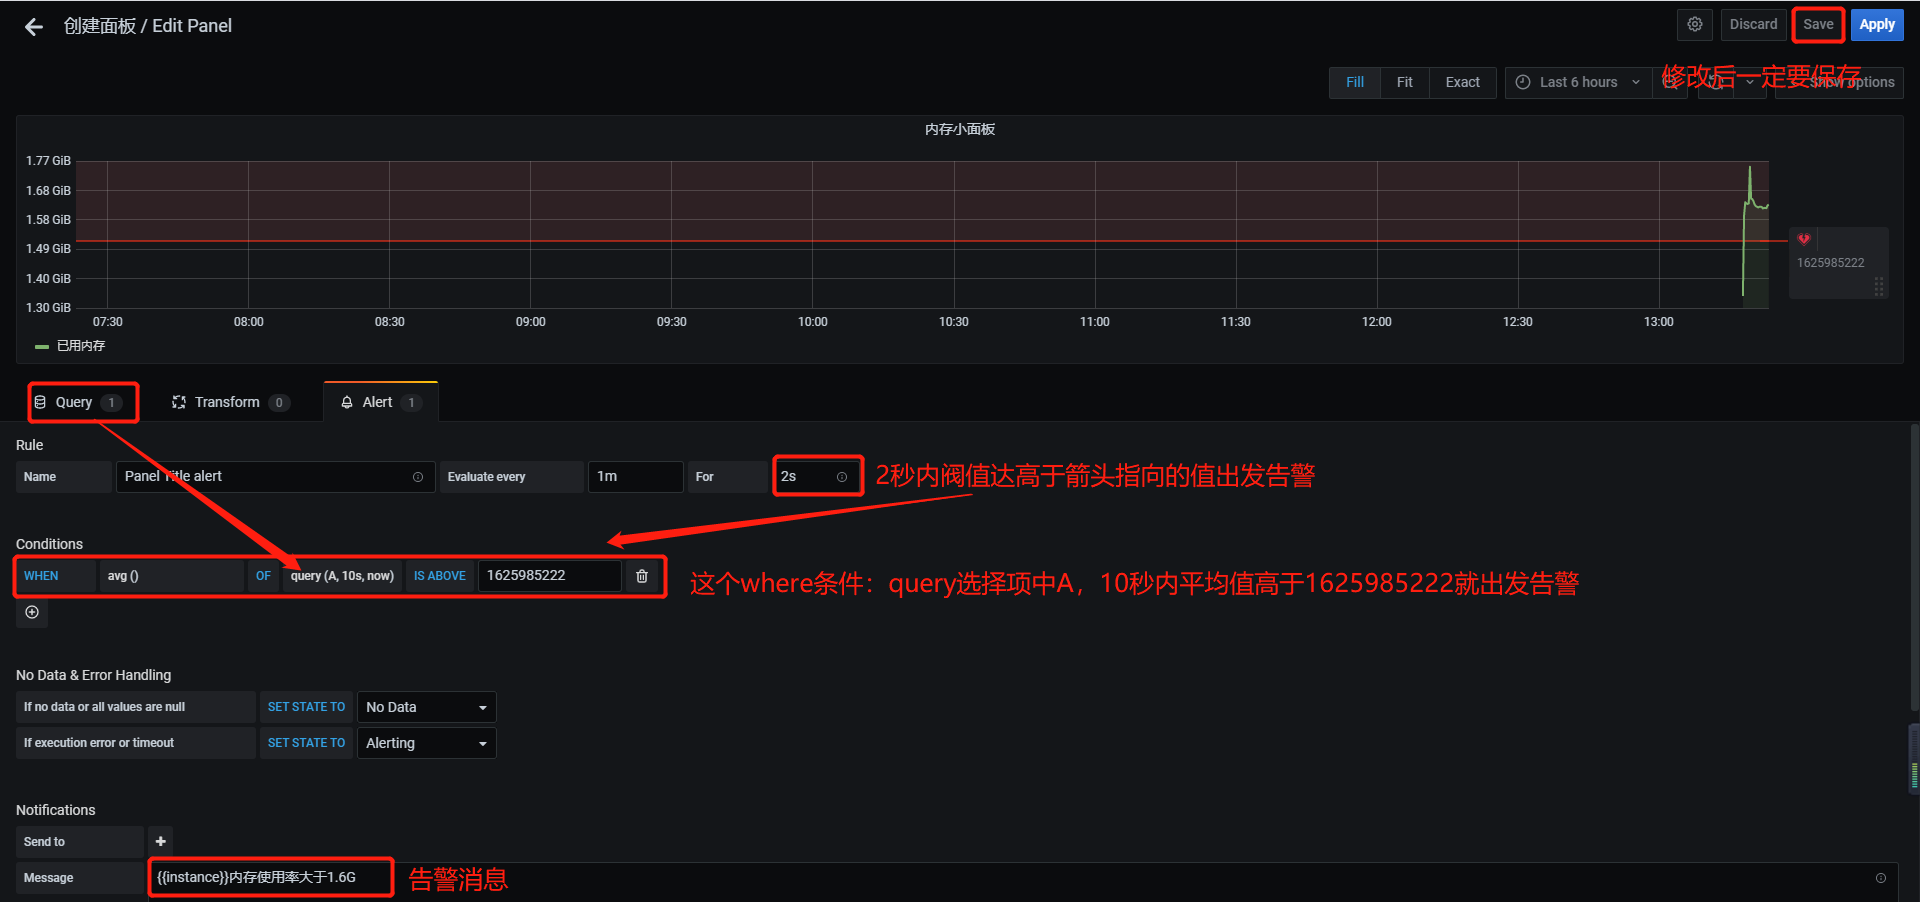 创建面板 / Edit Panel
Discard
Save
Apply
Fill
Fit
Exact
Last 6 hours
Show options
修改后一定要保存
内存小面板
1.77 GiB
1.68 GiB
1.58 GiB
1.49 GiB
1.40 GiB
1.30 GiB
1625985222
07:30
08:00
08:30
09:00
09:30
10:00
10:30
11:00
11:30
12:00
12:30
13:00
已用内存
Query 1
Transform 0
Alert 1
Rule
Name
Panel Title alert
Evaluate every
1m
For
2s
2秒内阀值达高于箭头指向的值出发告警
Conditions
WHEN
avg ()
OF
query (A, 10s, now)
IS ABOVE
1625985222
这个where条件：query选择项中A，10秒内平均值高于1625985222就出发告警
No Data & Error Handling
If no data or all values are null
SET STATE TO
No Data
If execution error or timeout
SET STATE TO
Alerting
Notifications
Send to
Message
{{instance}}内存使用率大于1.6G
告警消息